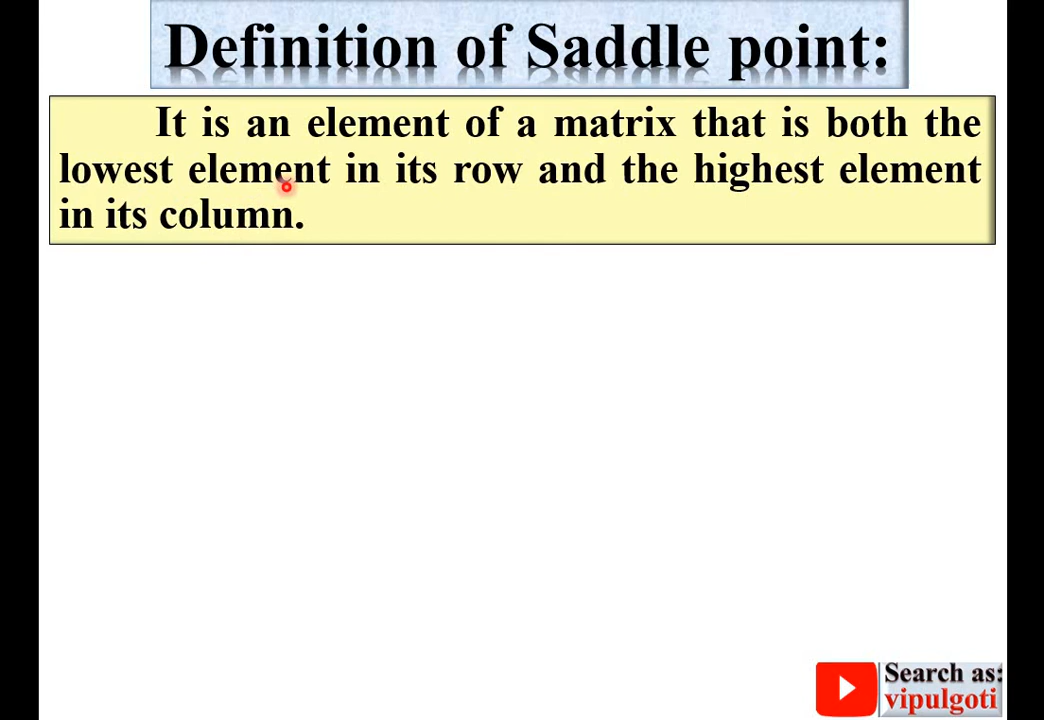 Definition of Saddle point:
It is an element of a matrix that is both the
lowest element in its row and the highest element
in its column.
Search as:
vipulgoti